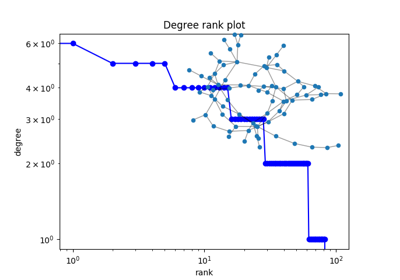 Degree rank plot
6 × 10⁰
4 × 10⁰
3 × 10⁰
2 × 10⁰
10⁰
degree
10⁰ 10¹ 10²
rank